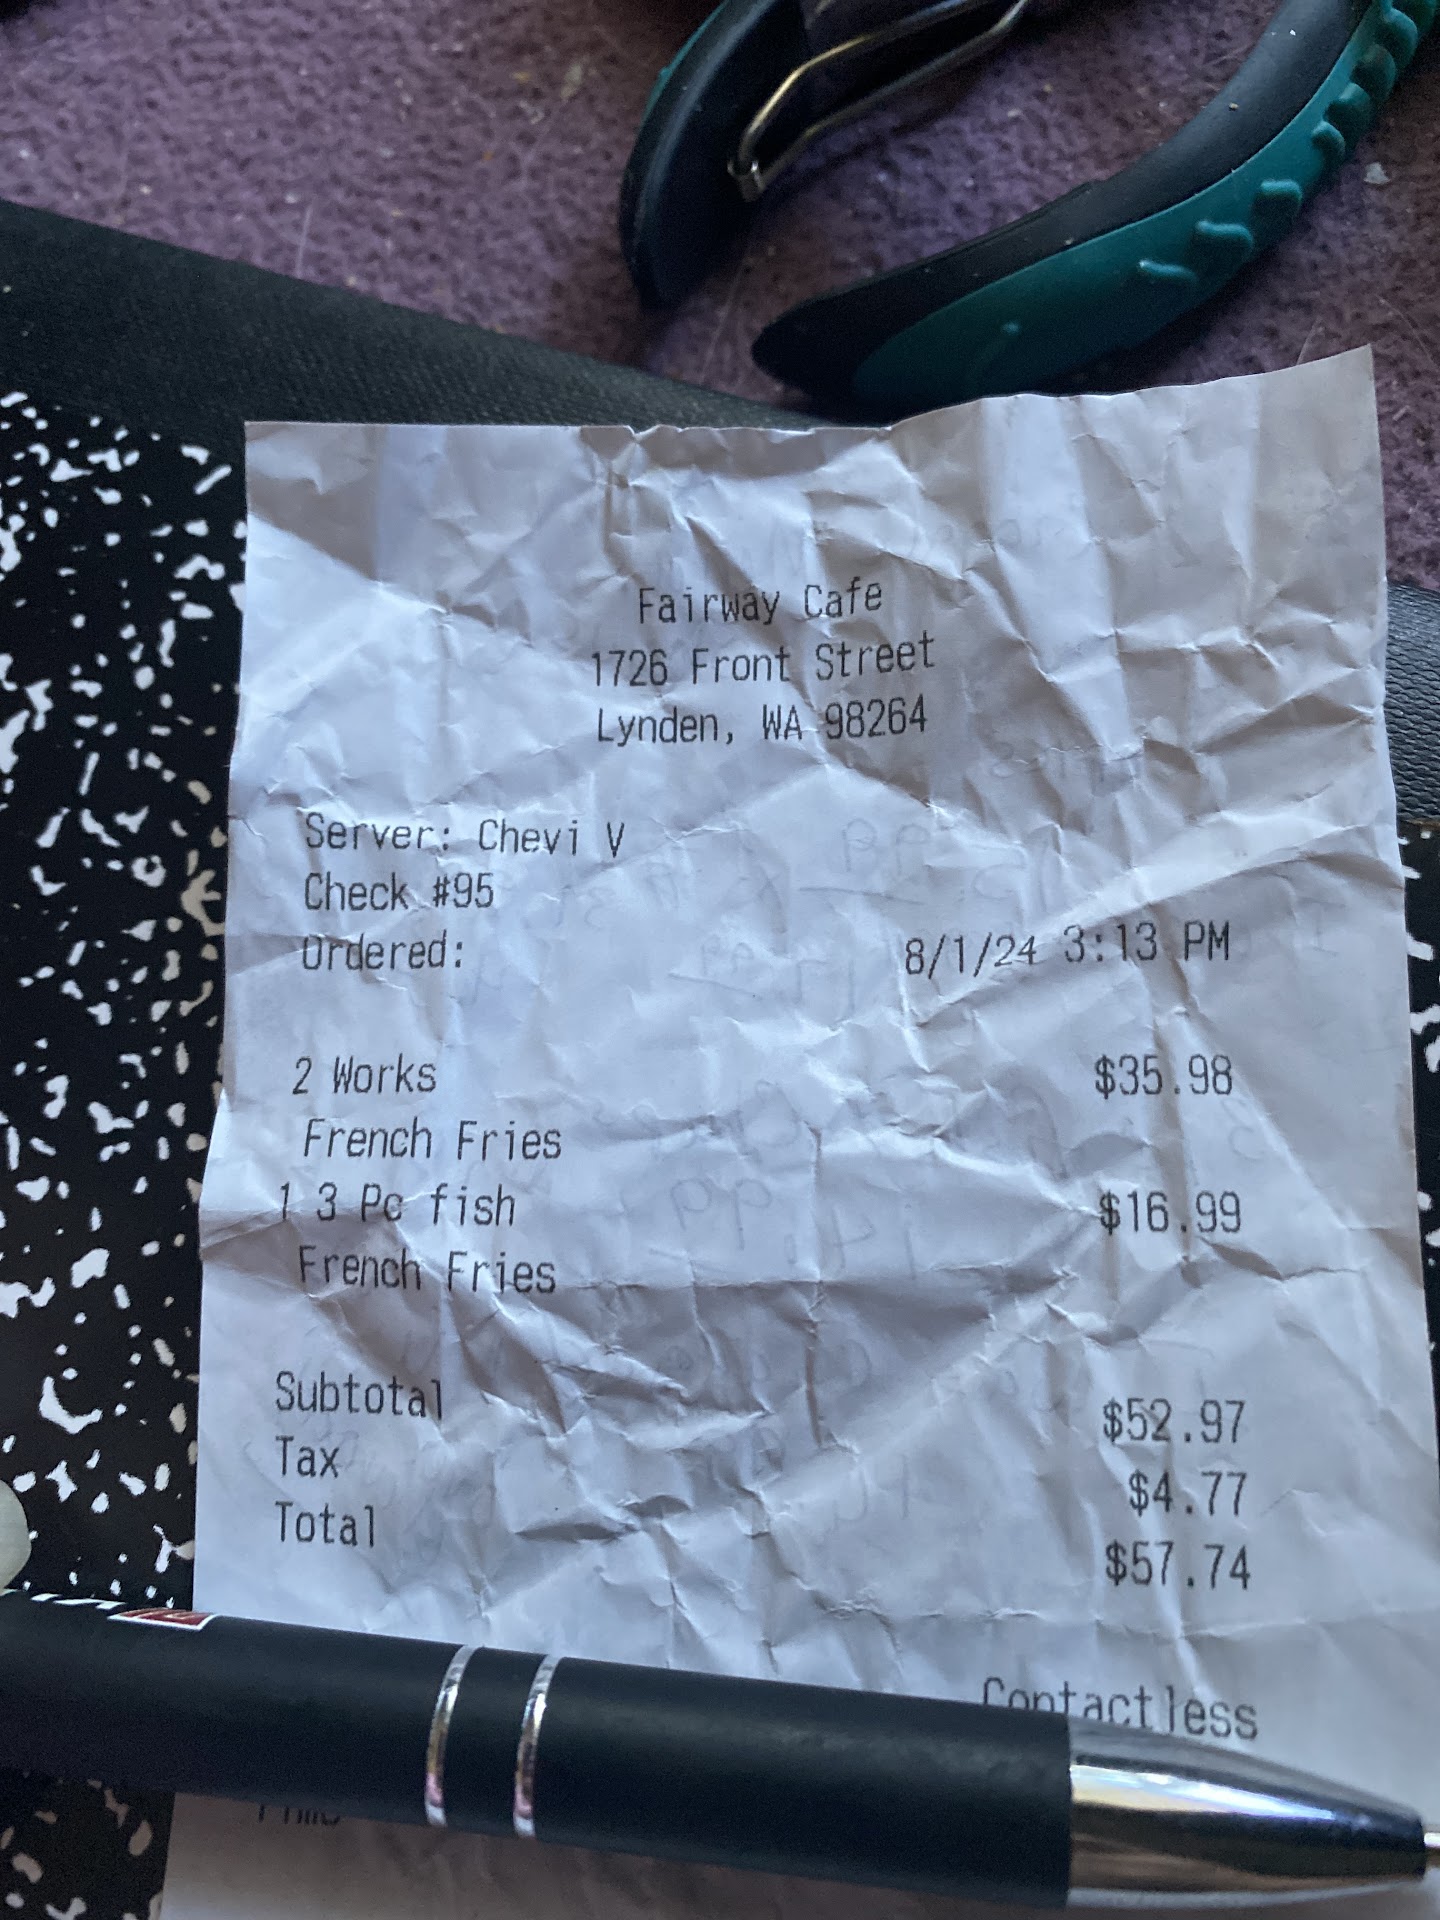 Fairway Cafe
1726 Front Street
Lynden, WA 98264
Server: Chevi V
Check #95
Ordered: 8/1/24 3:13 PM
2 Works $35.98
French Fries
1 3 Pc fish $16.99
French Fries
Subtotal $52.97
Tax $4.77
Total $57.74
Contactless